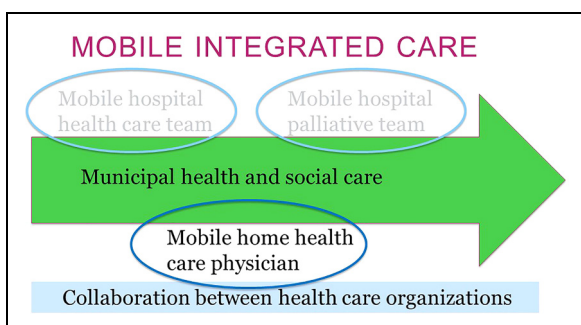 MOBILE INTEGRATED CARE
Mobile hospital
health care team
Mobile hospital
palliative team
Municipal health and social care
Mobile home health
care physician
Collaboration between health care organizations